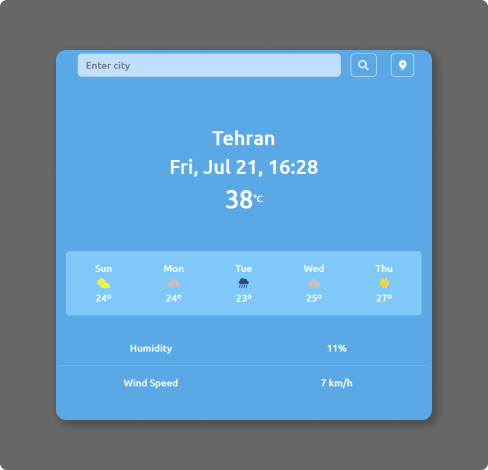 Enter city
Tehran
Fri, Jul 21, 16:28
38°C
Sun Mon Tue Wed Thu
24° 24° 23° 25° 27°
Humidity 11%
Wind Speed 7 km/h